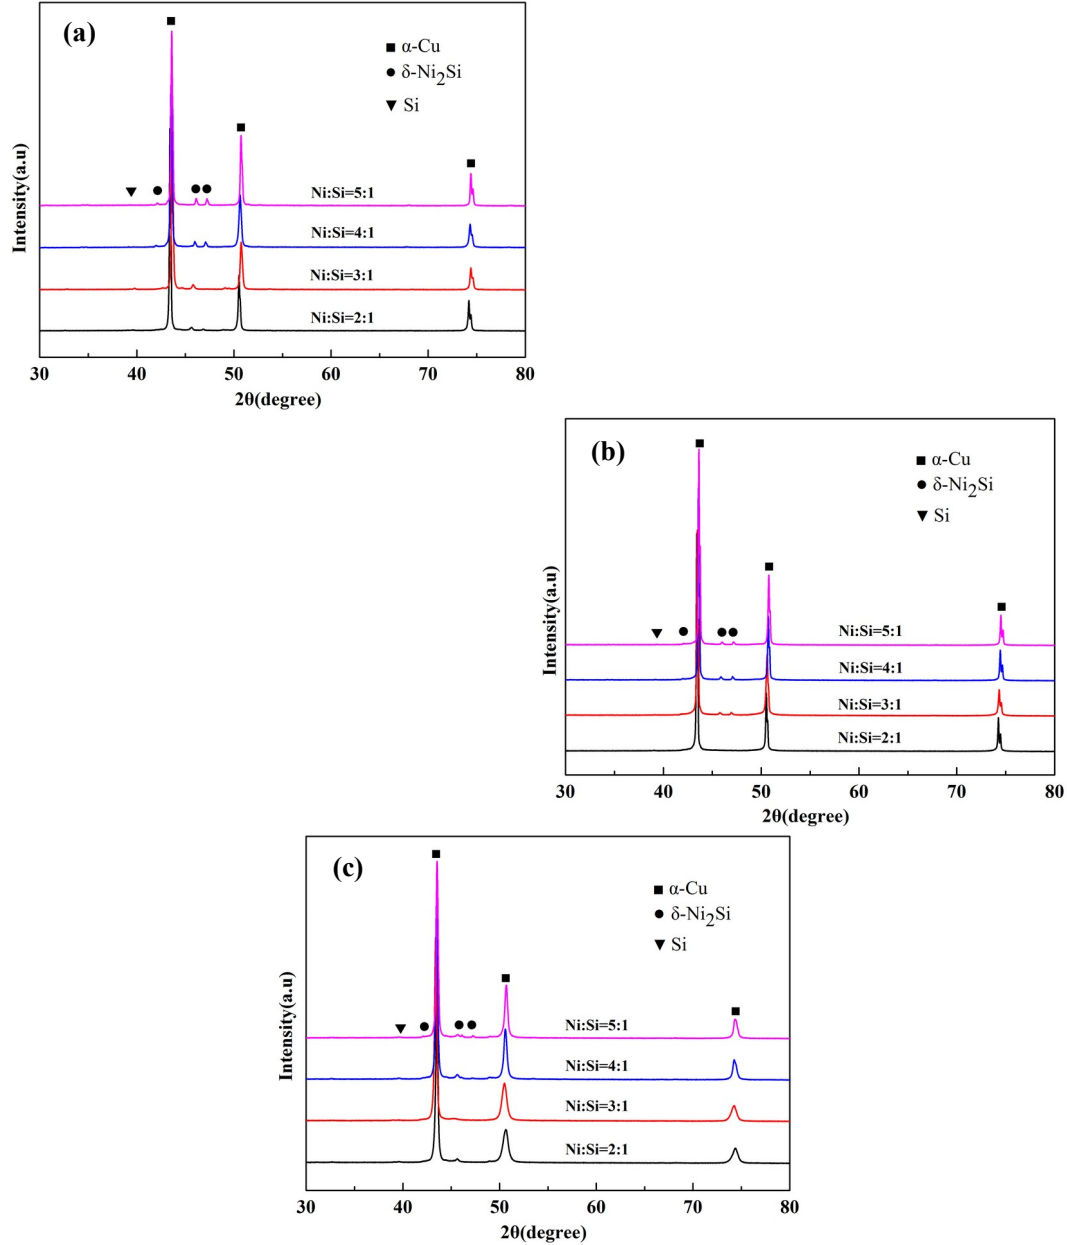 (a)
α-Cu
δ-Ni2Si
Si
Intensity(a.u)
Ni:Si=5:1
Ni:Si=4:1
Ni:Si=3:1
Ni:Si=2:1
30 40 50 60 70 80
2θ(degree)
(b)
α-Cu
δ-Ni2Si
Si
Intensity(a.u)
Ni:Si=5:1
Ni:Si=4:1
Ni:Si=3:1
Ni:Si=2:1
30 40 50 60 70 80
2θ(degree)
(c)
α-Cu
δ-Ni2Si
Si
Intensity(a.u)
Ni:Si=5:1
Ni:Si=4:1
Ni:Si=3:1
Ni:Si=2:1
30 40 50 60 70 80
2θ(degree)